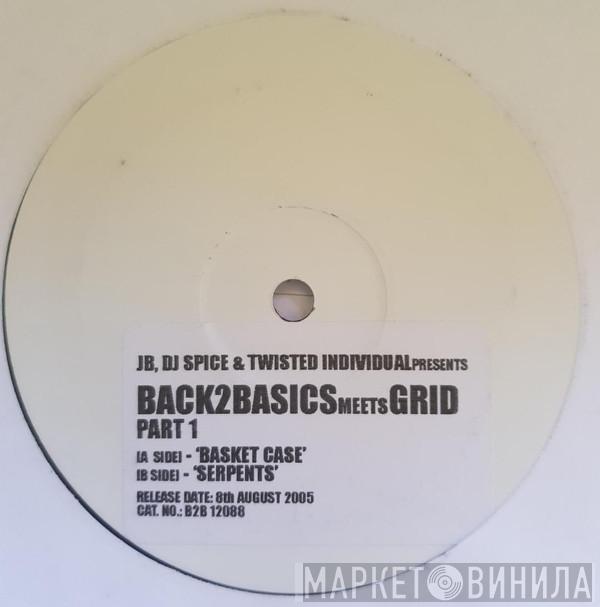 JB, DJ SPICE & TWISTED INDIVIDUAL PRESENTS
BACK2BASICS MEETS GRID
PART 1
[A SIDE] - 'BASKET CASE'
[B SIDE] - 'SERPENTS'
RELEASE DATE: 8th AUGUST 2005
CAT. NO.: B2B 12088
МАРКЕТ ВИНИЛА